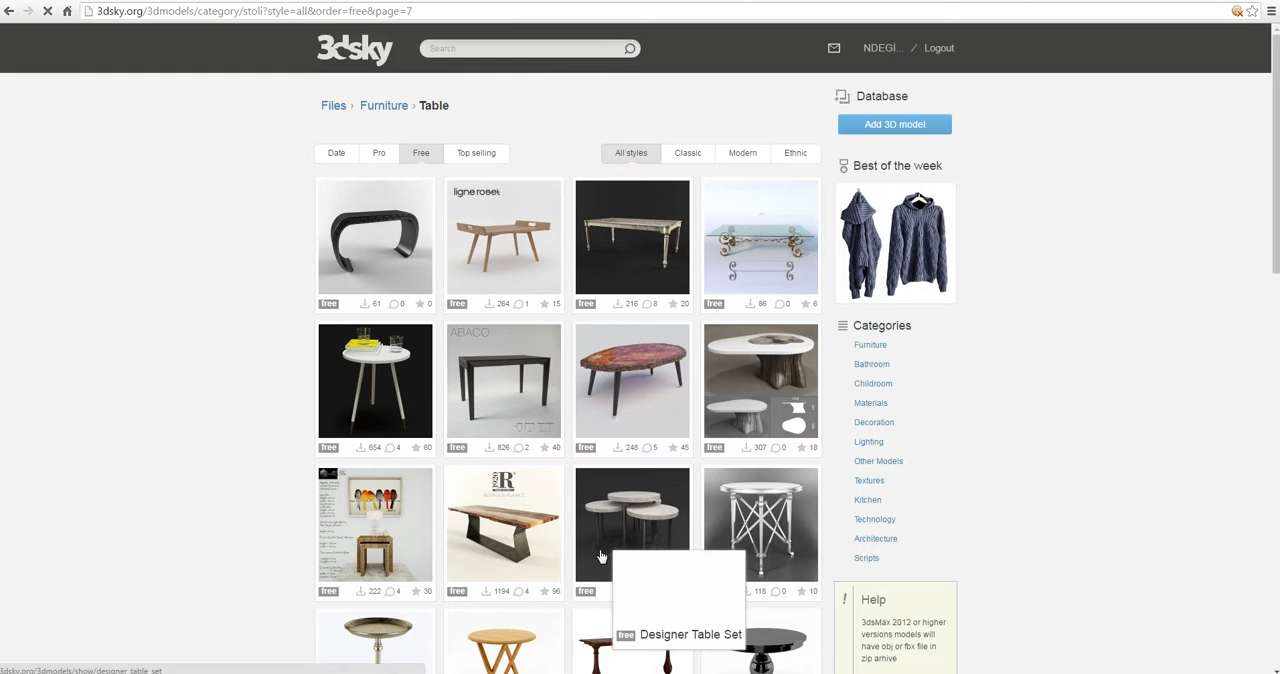 3dsky.org/3dmodels/category/stoli?style=all&order=free&page=7
3dsky
Search
NDEGİ... / Logout
Files › Furniture › Table
Database
Add 3D model
Date
Pro
Free
Top selling
All styles
Classic
Modern
Ethnic
Best of the week
ligne roset
free 61 0 0
free 264 1 15
free 216 8 20
free 86 0 6
Categories
Furniture
Bathroom
Childroom
Materials
Decoration
Lighting
Other Models
Textures
Kitchen
Technology
Architecture
Scripts
ABACO
free 654 4 60
free 826 2 40
free 248 5 45
free 307 0 18
1920
R
free 222 4 30
free 1194 4 96
free
118 0 10
free Designer Table Set
! Help
3dsMax 2012 or higher
versions models will
have obj or fbx file in
zip arhive
3dsky.org/3dmodels/show/designer_table_set